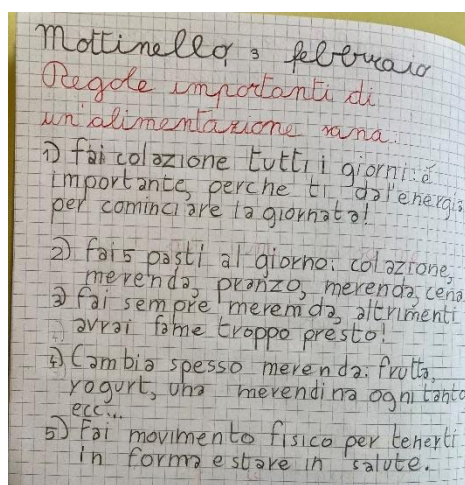 Mottinello, 3 febbraio
Regole importanti di
un'alimentazione sana:
1) fai colazione tutti i giorni: è
importante, perche ti dà l'energia
per cominciare la giornata!
2) fai 5 pasti al giorno: colazione,
merenda, pranzo, merenda, cena
3) fai sempre meremda, altrimenti
avrai fame troppo presto!
4) Cambia spesso merenda: frutta,
yogurt, una merendina ogni tanto
ecc...
5) Fai movimento fisico per tenerti
in forma e stare in salute.